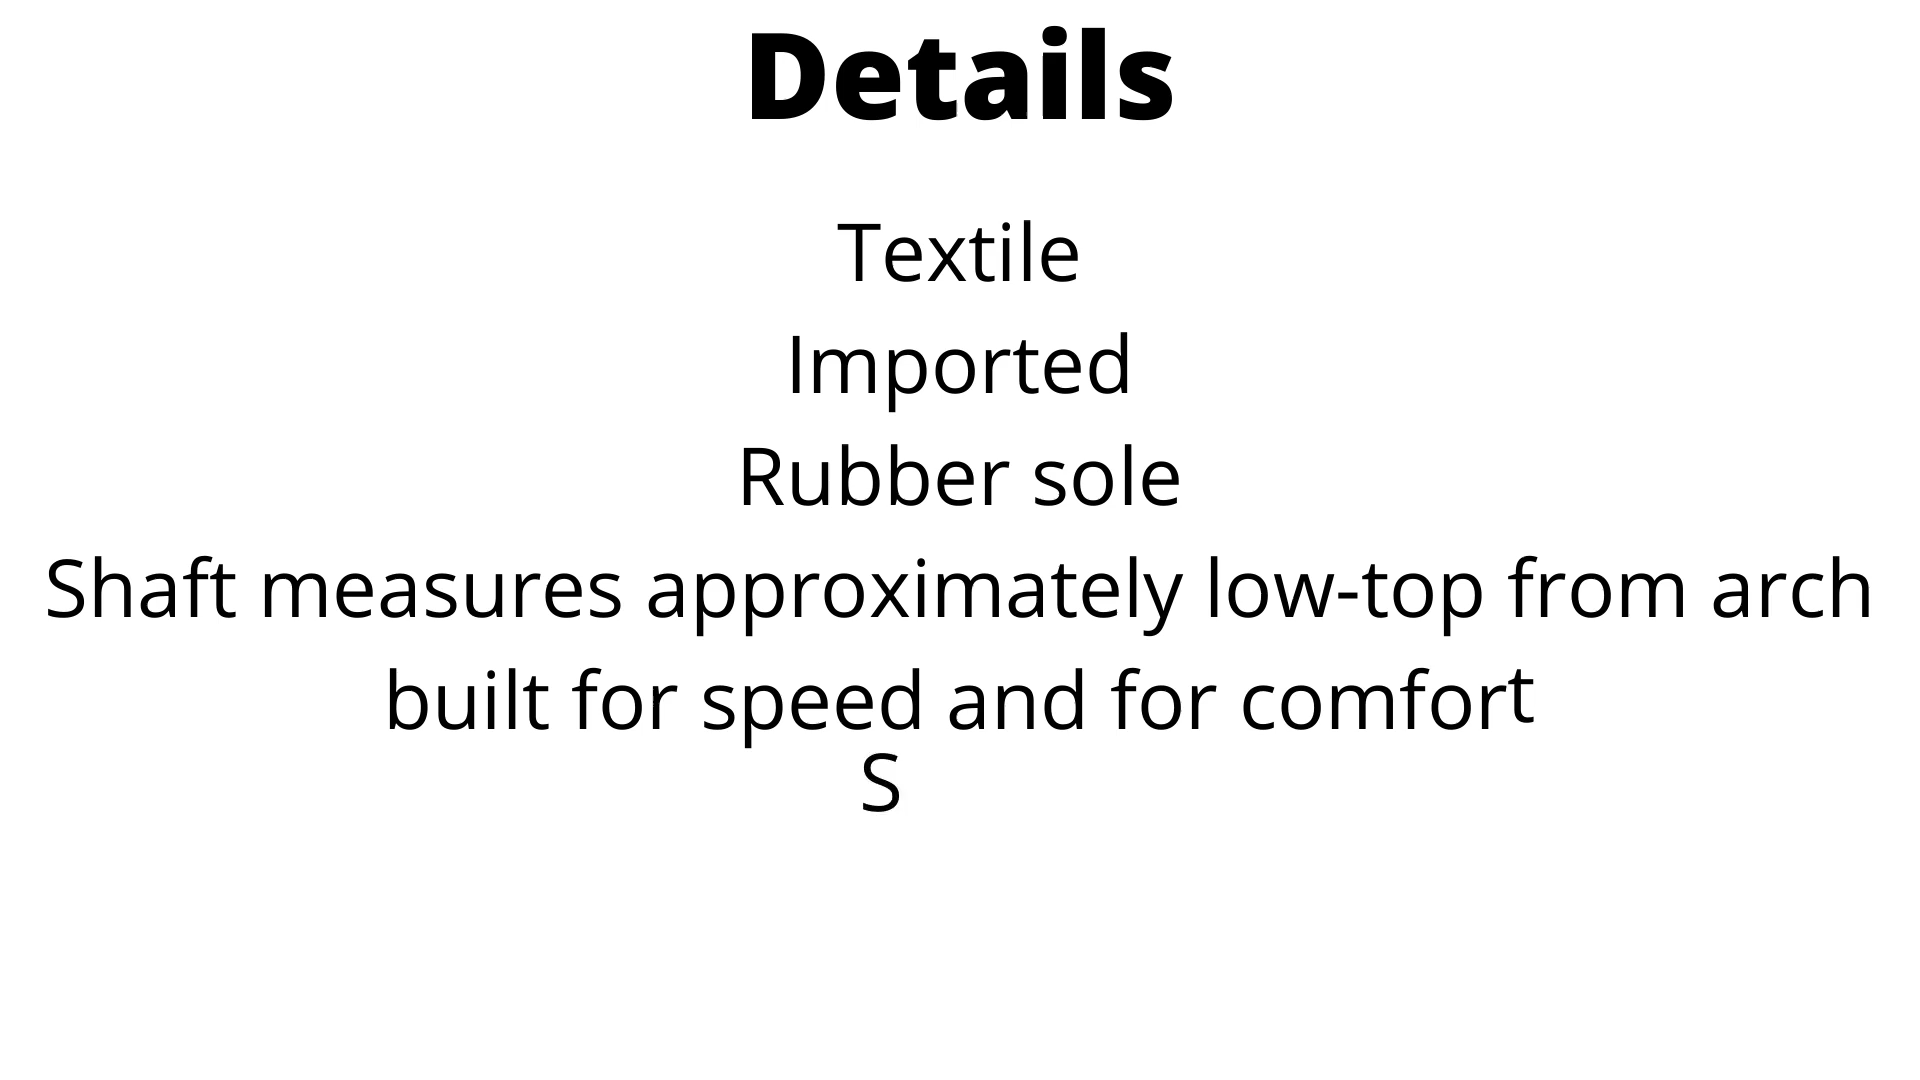 Details
Textile
Imported
Rubber sole
Shaft measures approximately low-top from arch
built for speed and for comfort
S